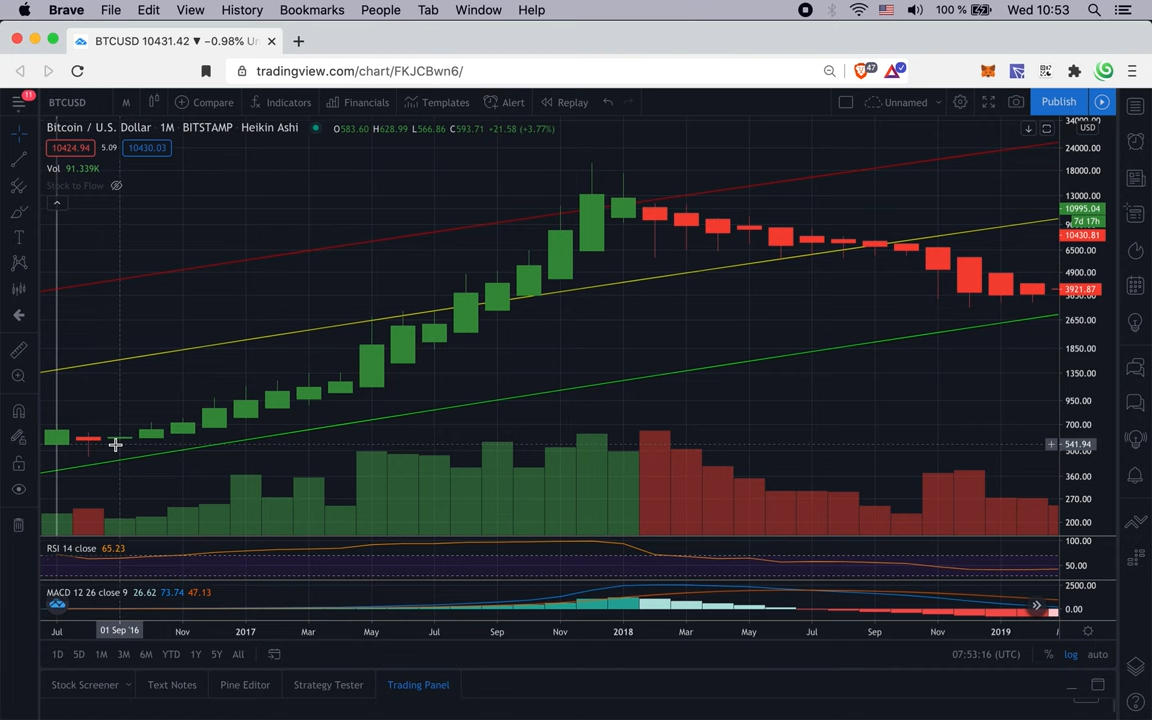 Brave File Edit View History Bookmarks People Tab Window Help 100 % Wed 10:53
BTCUSD 10431.42 ▼ −0.98% Un
tradingview.com/chart/FKJCBwn6/ 47
11
BTCUSD M Compare Indicators Financials Templates Alert Replay Unnamed Publish
Bitcoin / U.S. Dollar 1M BITSTAMP Heikin Ashi O583.60 H628.99 L566.86 C593.71 +21.58 (+3.77%)
USD
10424.94 5.09 10430.03
Vol 91.339K
Stock to Flow
34000.00
24000.00
18000.00
13000.00
10995.04
7d 17h
10430.81
6500.00
4900.00
3921.87
2650.00
1850.00
1350.00
950.00
700.00
541.94
360.00
270.00
200.00
RSI 14 close 65.23
100.00
50.00
MACD 12 26 close 9 26.62 73.74 47.13
2500.00
0.00
Jul 01 Sep '16 Nov 2017 Mar May Jul Sep Nov 2018 Mar May Jul Sep Nov 2019
1D 5D 1M 3M 6M YTD 1Y 5Y All 07:53:16 (UTC) % log auto
Stock Screener Text Notes Pine Editor Strategy Tester Trading Panel